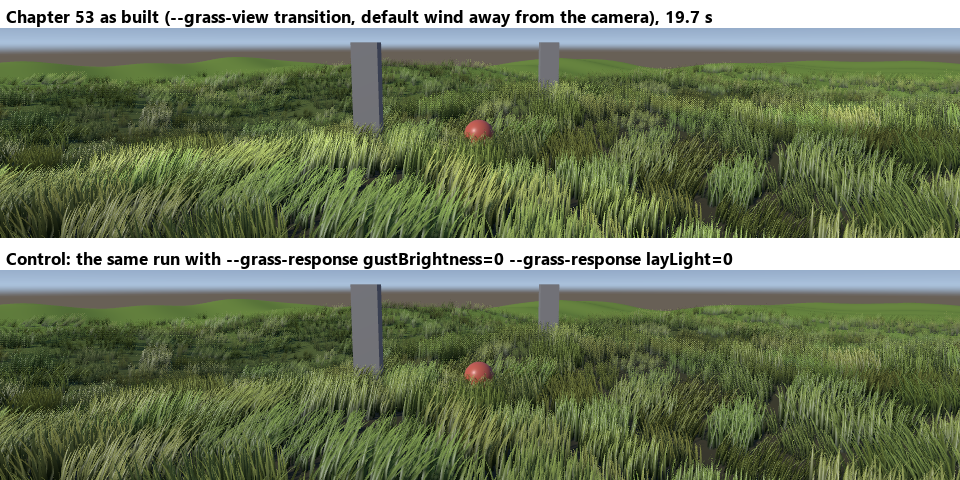 Chapter 53 as built (--grass-view transition, default wind away from the camera), 19.7 s
Control: the same run with --grass-response gustBrightness=0 --grass-response layLight=0